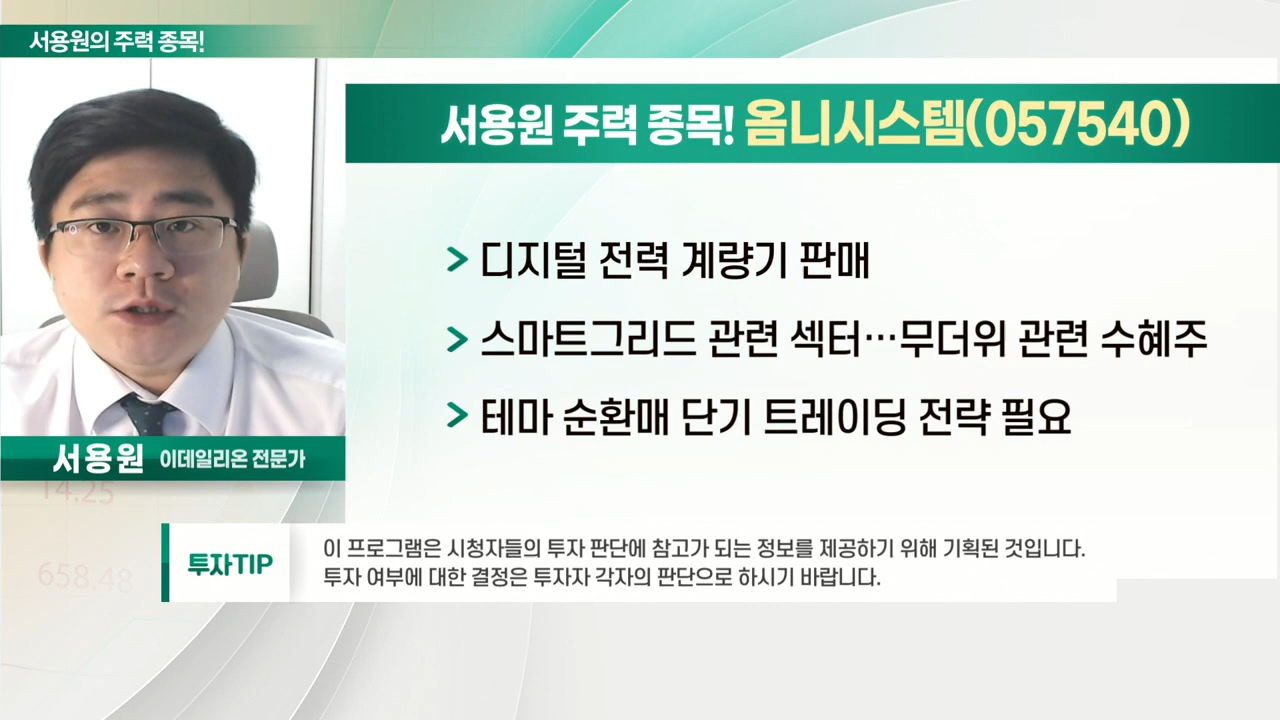 서용원의 주력 종목!
서용원 주력 종목! 옴니시스템(057540)
> 디지털 전력 계량기 판매
> 스마트그리드 관련 섹터…무더위 관련 수혜주
> 테마 순환매 단기 트레이딩 전략 필요
서용원 이데일리온 전문가
14.25
투자TIP
이 프로그램은 시청자들의 투자 판단에 참고가 되는 정보를 제공하기 위해 기획된 것입니다.
투자 여부에 대한 결정은 투자자 각자의 판단으로 하시기 바랍니다.
658.48